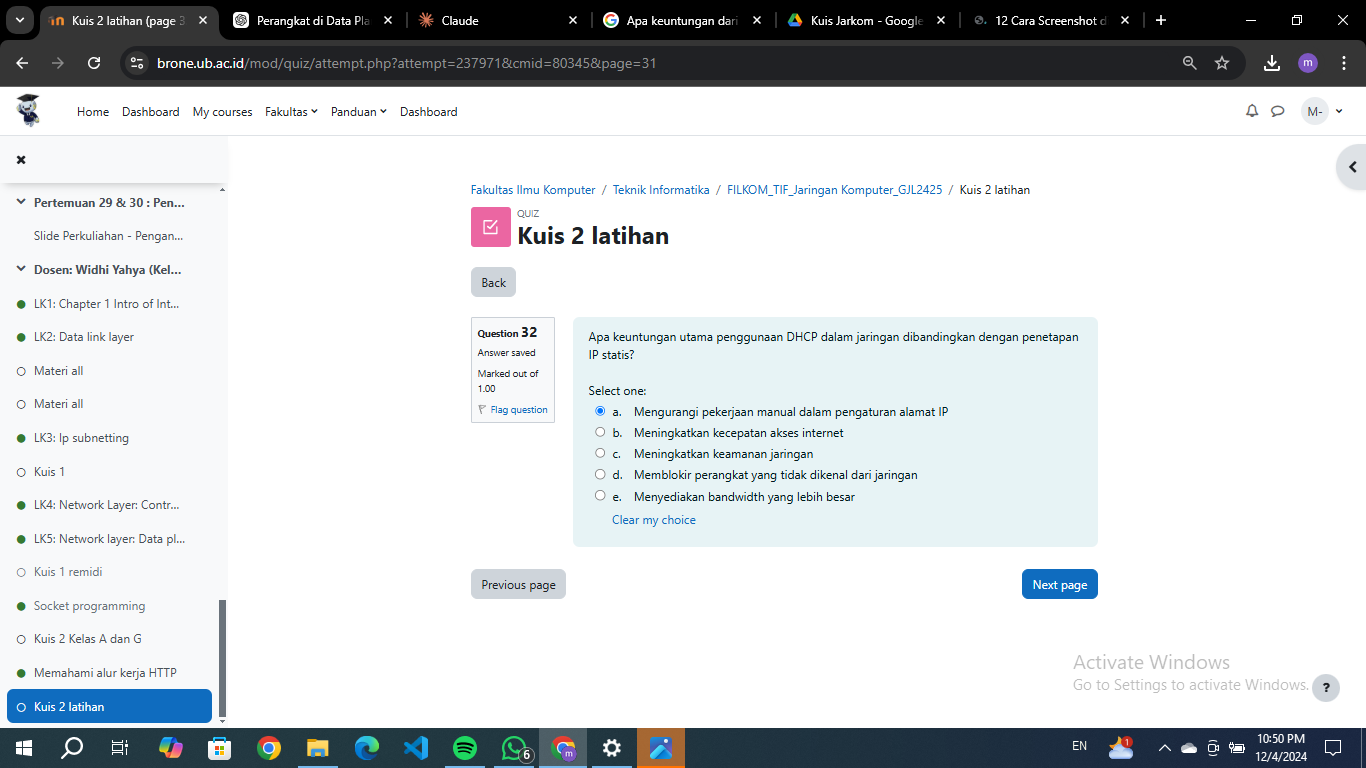 Kuis 2 latihan (page 3
Perangkat di Data Pla
Claude
Apa keuntungan dari
Kuis Jarkom - Google
12 Cara Screenshot d
brone.ub.ac.id/mod/quiz/attempt.php?attempt=237971&cmid=80345&page=31
m
Home Dashboard My courses Fakultas Panduan Dashboard
M-
Pertemuan 29 & 30 : Pen...
Slide Perkuliahan - Pengan...
Dosen: Widhi Yahya (Kel...
LK1: Chapter 1 Intro of Int...
LK2: Data link layer
Materi all
Materi all
LK3: Ip subnetting
Kuis 1
LK4: Network Layer: Contr...
LK5: Network layer: Data pl...
Kuis 1 remidi
Socket programming
Kuis 2 Kelas A dan G
Memahami alur kerja HTTP
Kuis 2 latihan
Fakultas Ilmu Komputer / Teknik Informatika / FILKOM_TIF_Jaringan Komputer_GJL2425 / Kuis 2 latihan
QUIZ
Kuis 2 latihan
Back
Question 32
Answer saved
Marked out of
1.00
Flag question
Apa keuntungan utama penggunaan DHCP dalam jaringan dibandingkan dengan penetapan
IP statis?
Select one:
a. Mengurangi pekerjaan manual dalam pengaturan alamat IP
b. Meningkatkan kecepatan akses internet
c. Meningkatkan keamanan jaringan
d. Memblokir perangkat yang tidak dikenal dari jaringan
e. Menyediakan bandwidth yang lebih besar
Clear my choice
Previous page
Next page
Activate Windows
Go to Settings to activate Windows.
?
6
m
EN
1
10:50 PM
12/4/2024